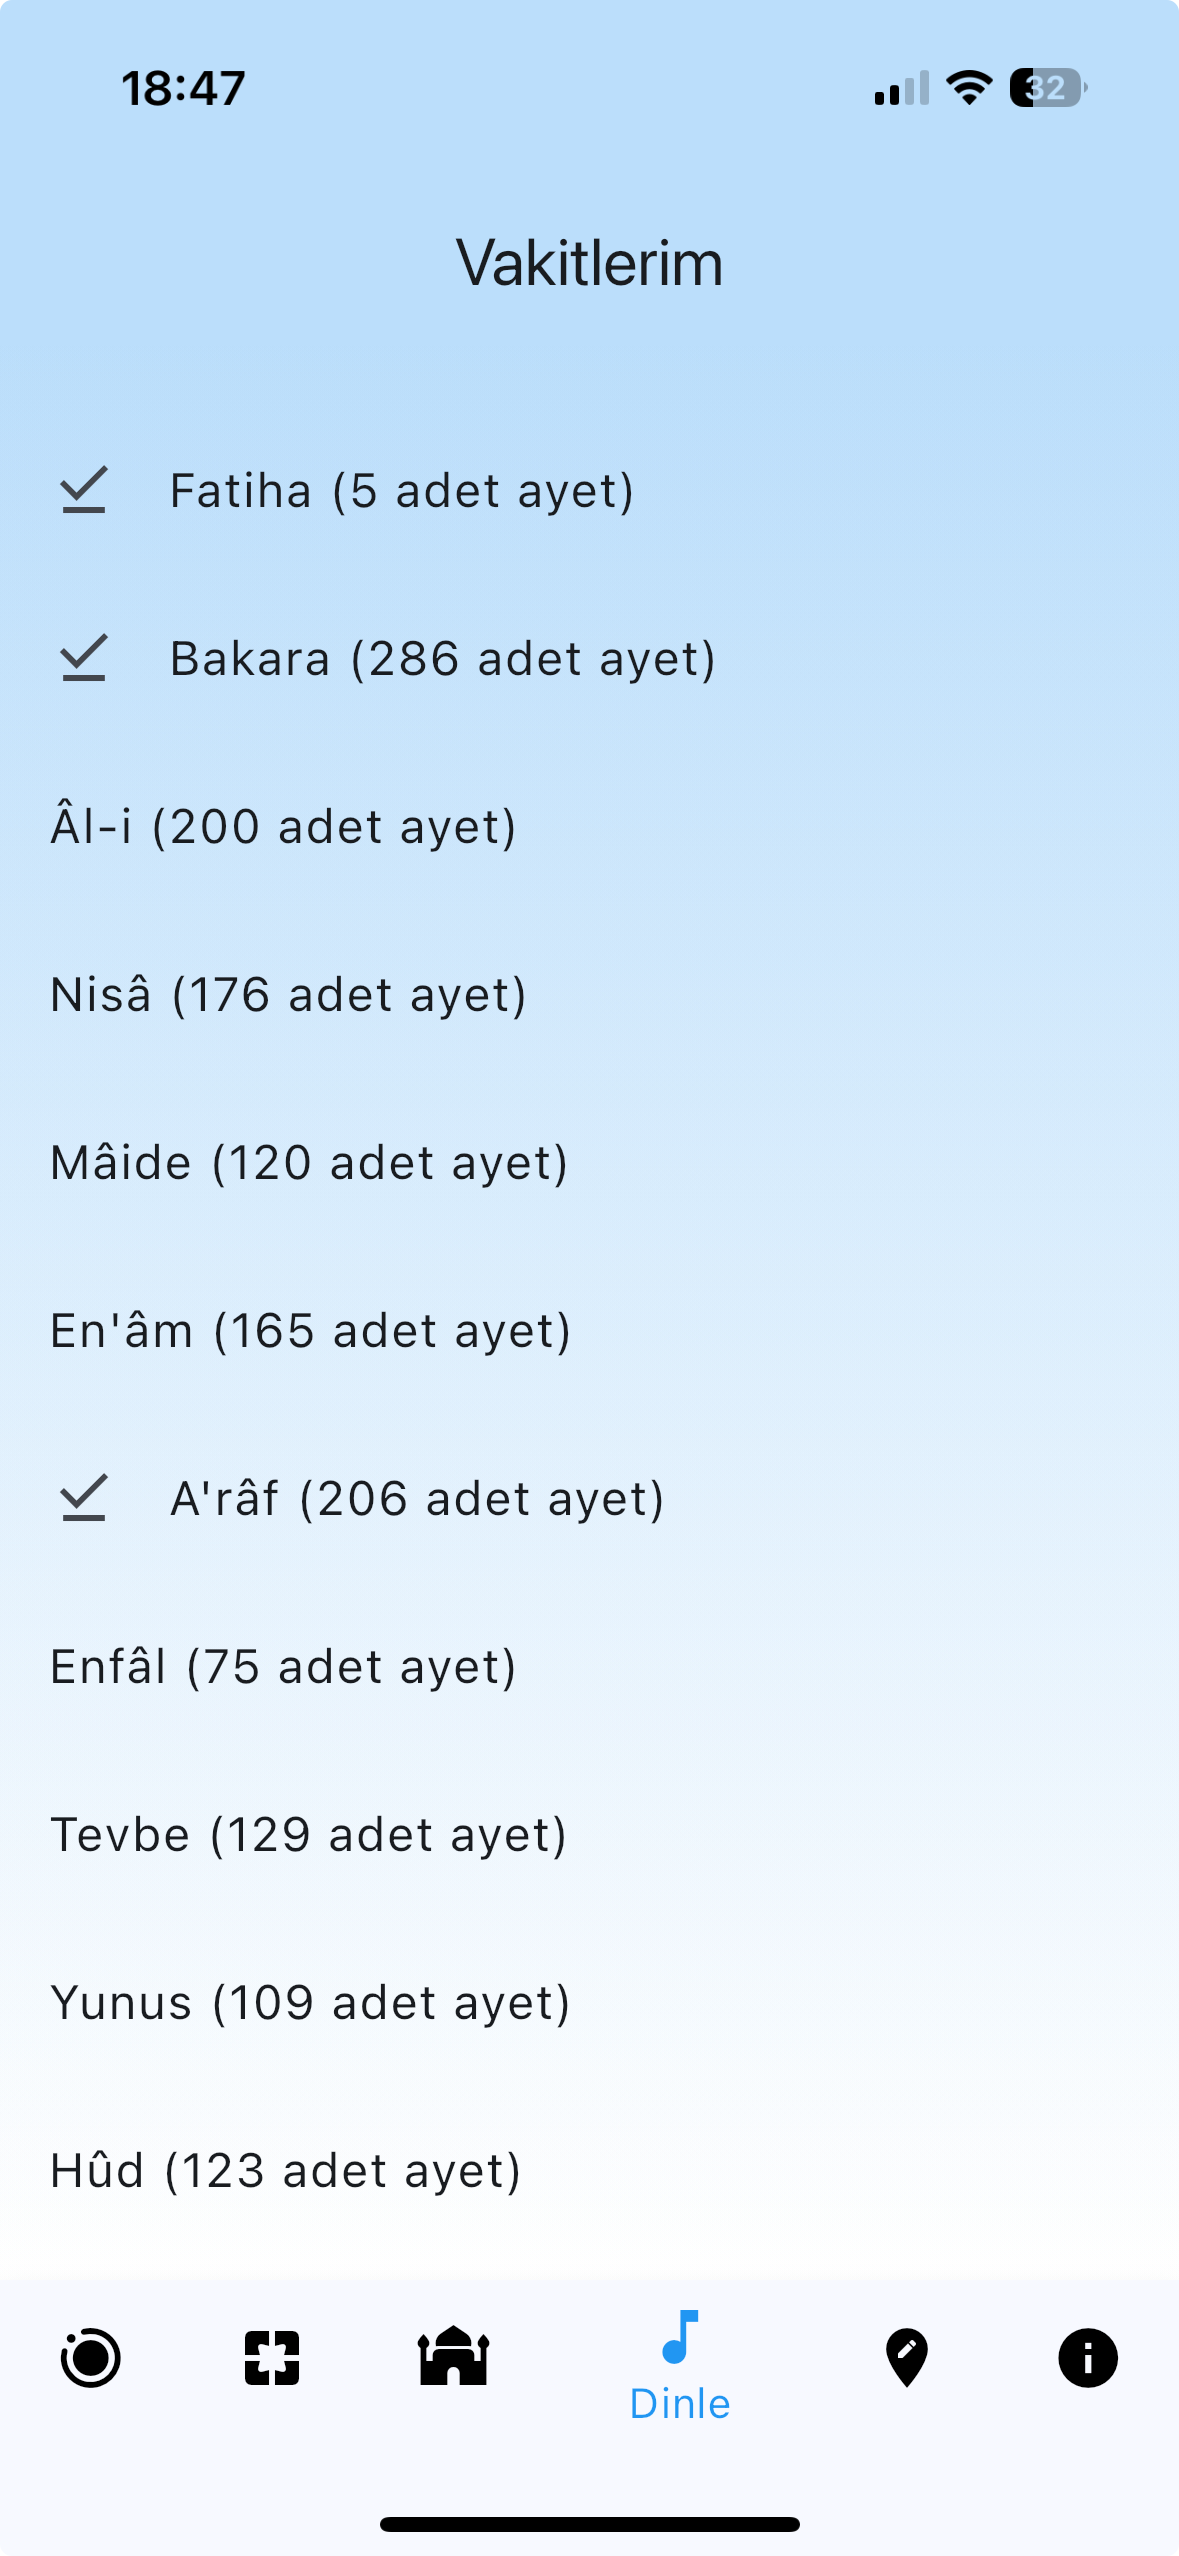 18:47
32
Vakitlerim
Fatiha (5 adet ayet)
Bakara (286 adet ayet)
Âl-i (200 adet ayet)
Nisâ (176 adet ayet)
Mâide (120 adet ayet)
En'âm (165 adet ayet)
A'râf (206 adet ayet)
Enfâl (75 adet ayet)
Tevbe (129 adet ayet)
Yunus (109 adet ayet)
Hûd (123 adet ayet)
Dinle